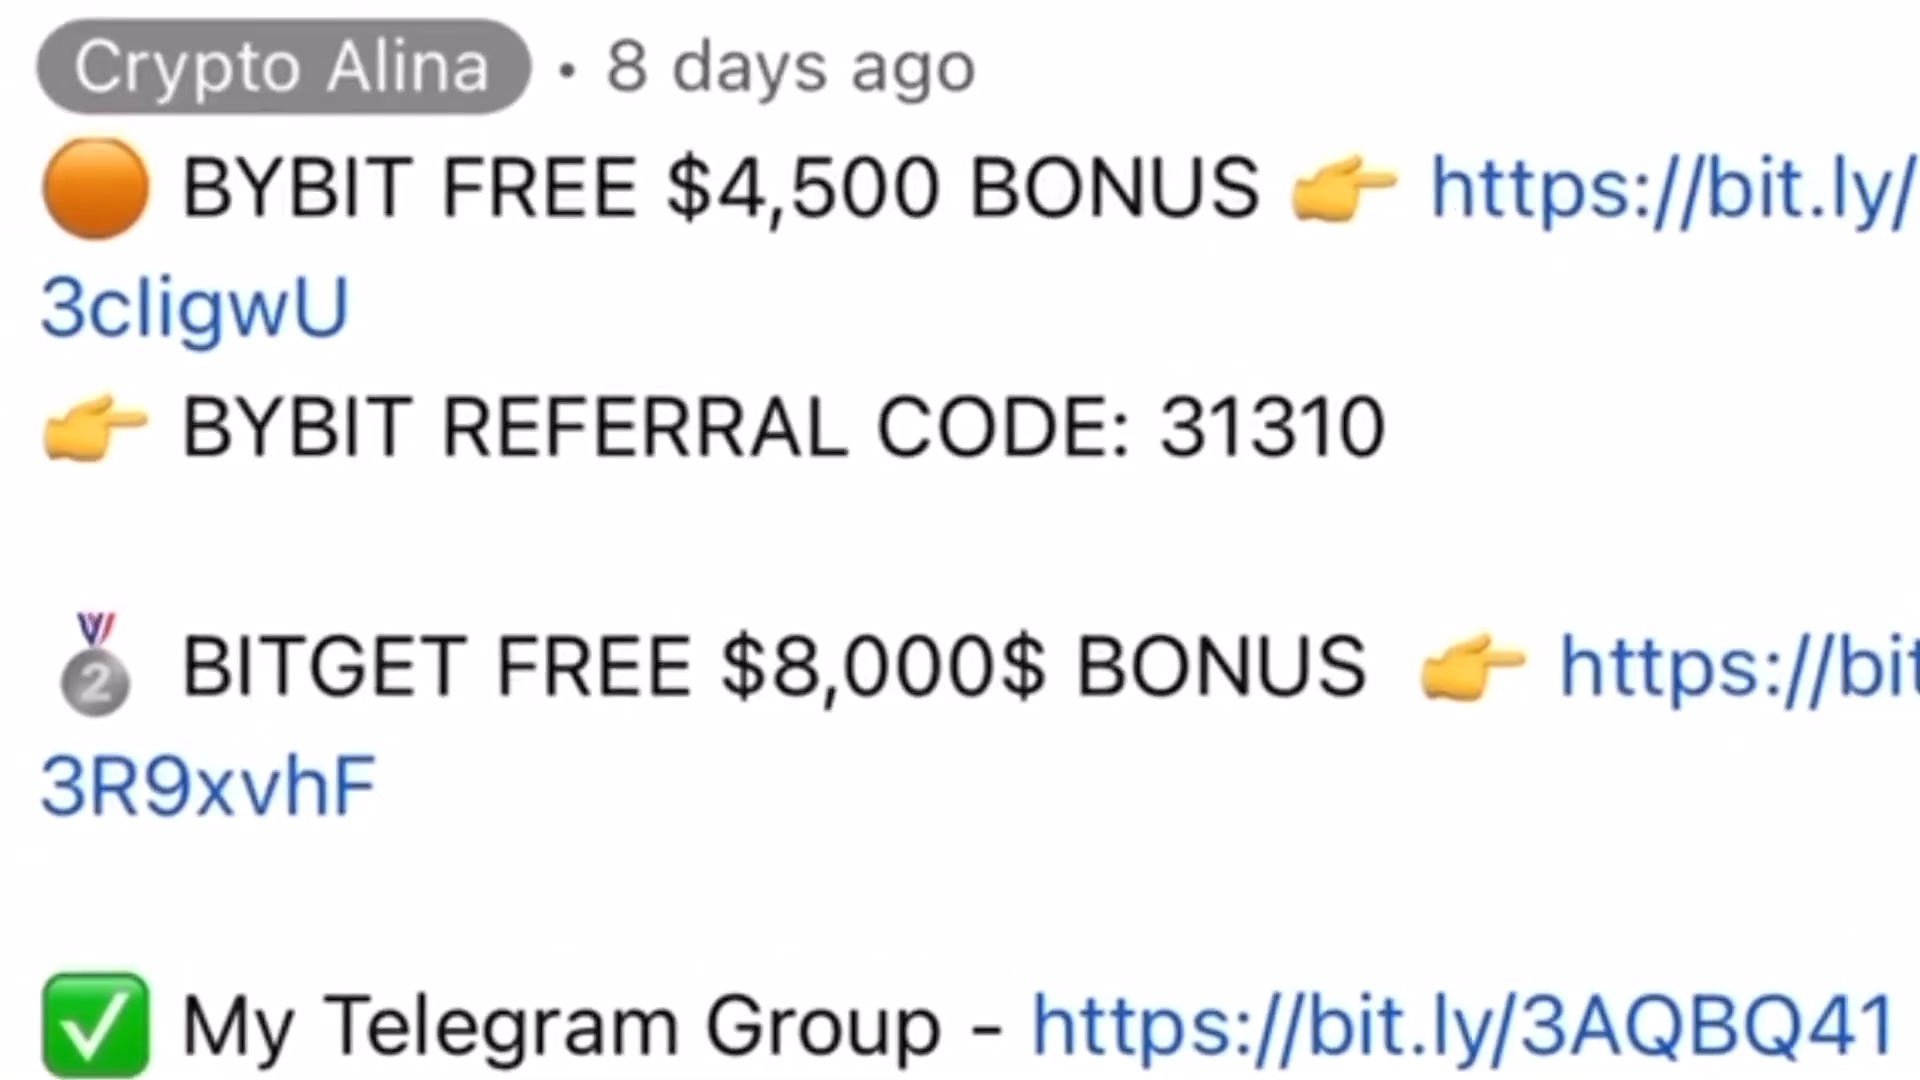 Crypto Alina • 8 days ago
🟠 BYBIT FREE $4,500 BONUS 👉 https://bit.ly/
3cIigwU
👉 BYBIT REFERRAL CODE: 31310
🥈 BITGET FREE $8,000$ BONUS 👉 https://bit
3R9xvhF
✅ My Telegram Group - https://bit.ly/3AQBQ41